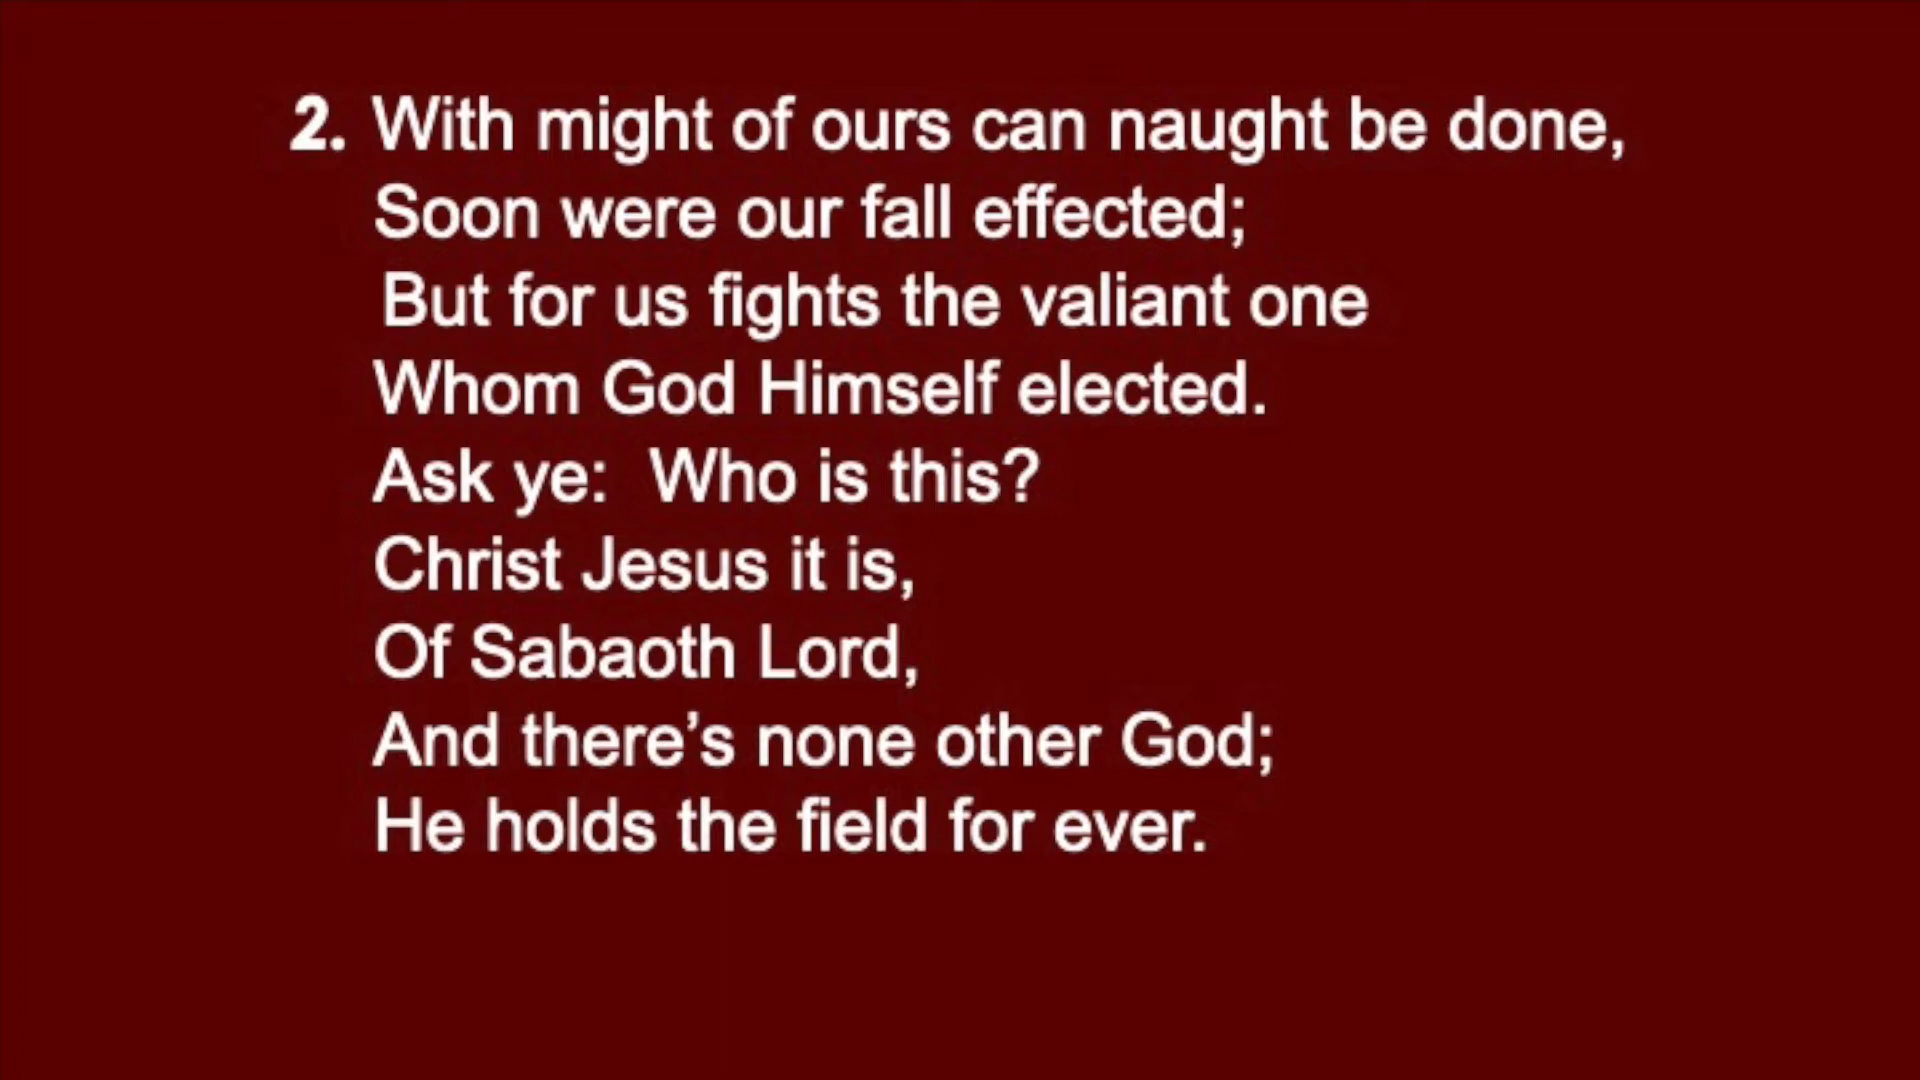 2. With might of ours can naught be done,
Soon were our fall effected;
But for us fights the valiant one
Whom God Himself elected.
Ask ye:  Who is this?
Christ Jesus it is,
Of Sabaoth Lord,
And there’s none other God;
He holds the field for ever.